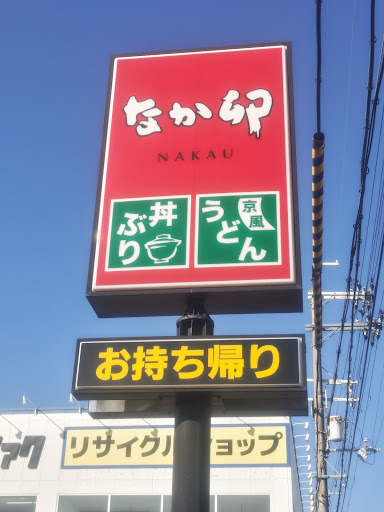 なか卯
NAKAU
丼ぶり
京風
うどん
お持ち帰り
リサイクルショップ